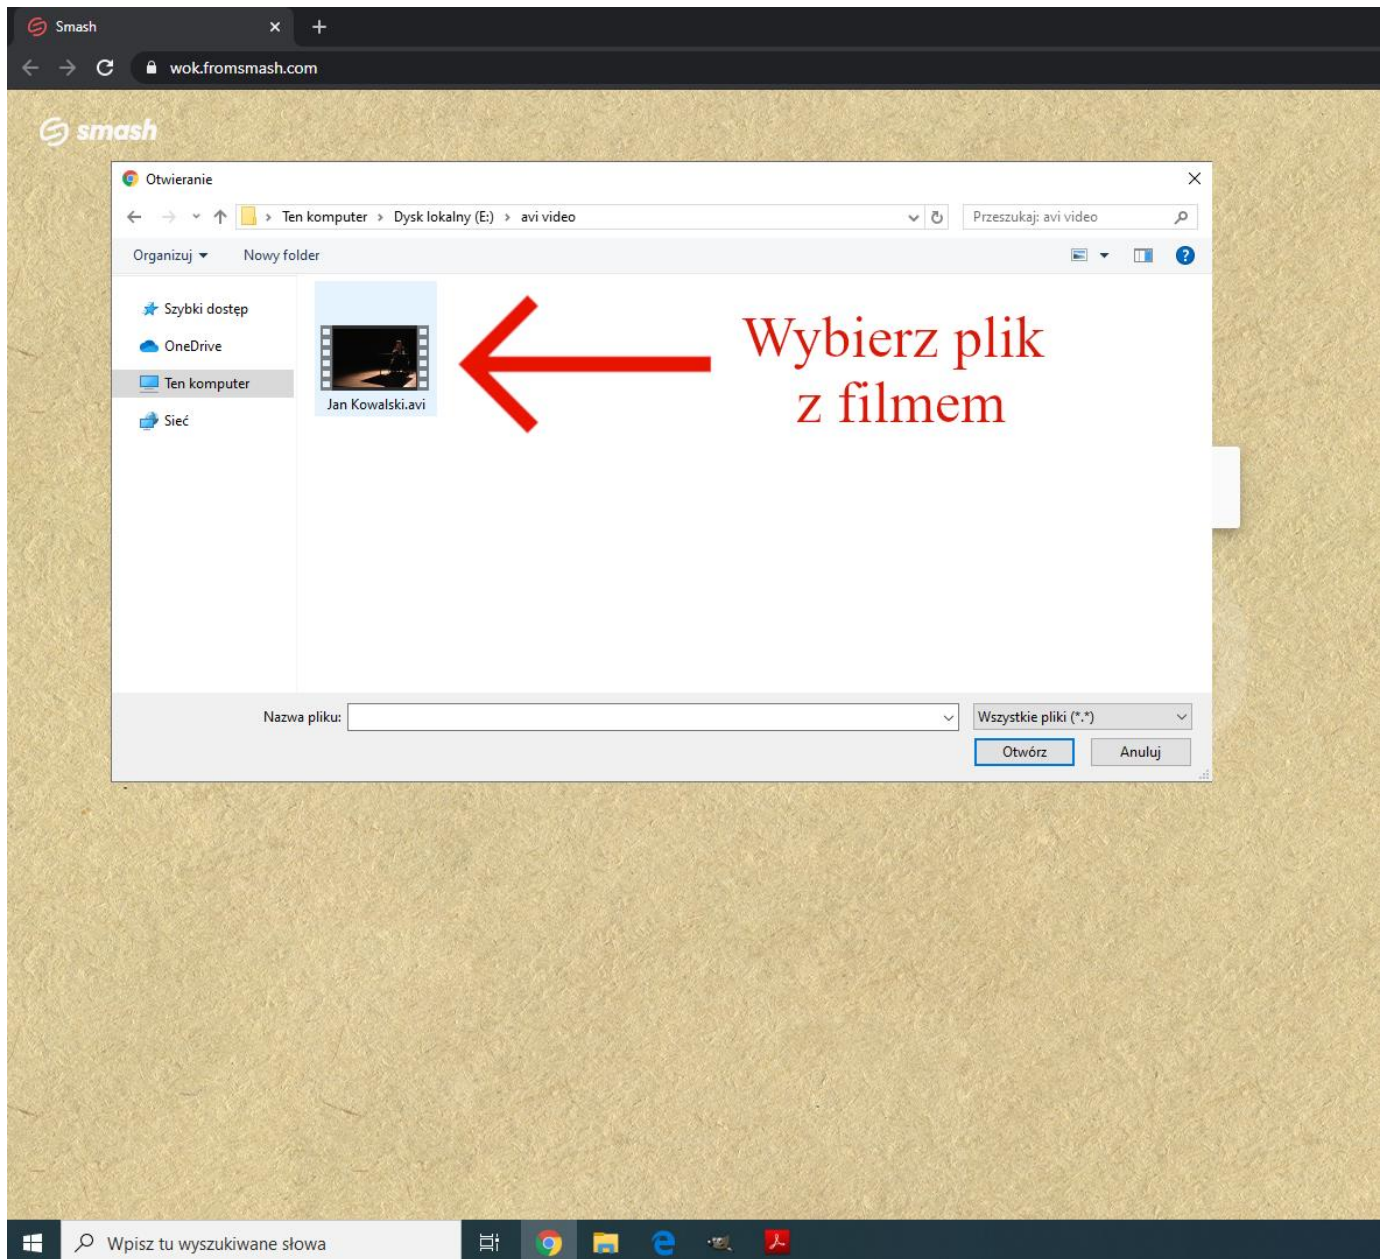 Smash
wok.fromsmash.com
smash
Otwieranie
Ten komputer › Dysk lokalny (E:) › avi video
Przeszukaj: avi video
Organizuj
Nowy folder
Szybki dostęp
OneDrive
Ten komputer
Sieć
Jan Kowalski.avi
Wybierz plik
z filmem
Nazwa pliku:
Wszystkie pliki (*.*)
Otwórz
Anuluj
Wpisz tu wyszukiwane słowa